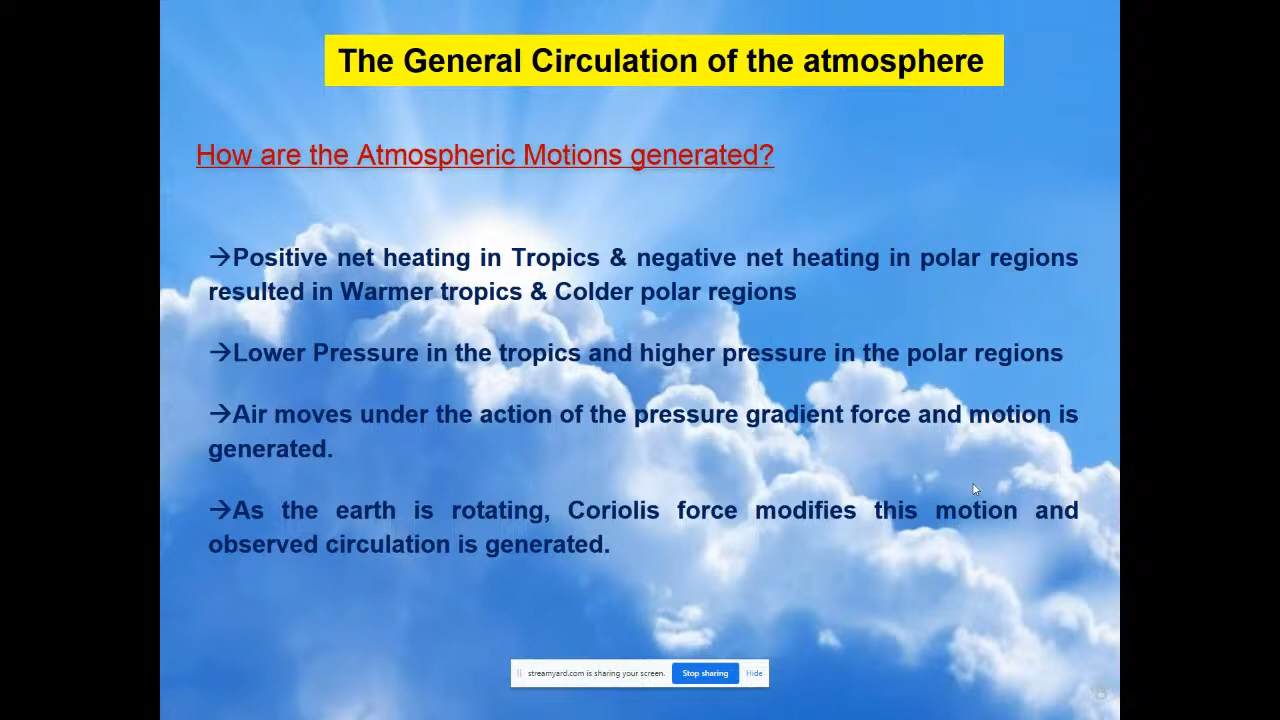 The General Circulation of the atmosphere
How are the Atmospheric Motions generated?
→Positive net heating in Tropics & negative net heating in polar regions
resulted in Warmer tropics & Colder polar regions
→Lower Pressure in the tropics and higher pressure in the polar regions
→Air moves under the action of the pressure gradient force and motion is
generated.
→As the earth is rotating, Coriolis force modifies this motion and
observed circulation is generated.
streamyard.com is sharing your screen. Stop sharing Hide